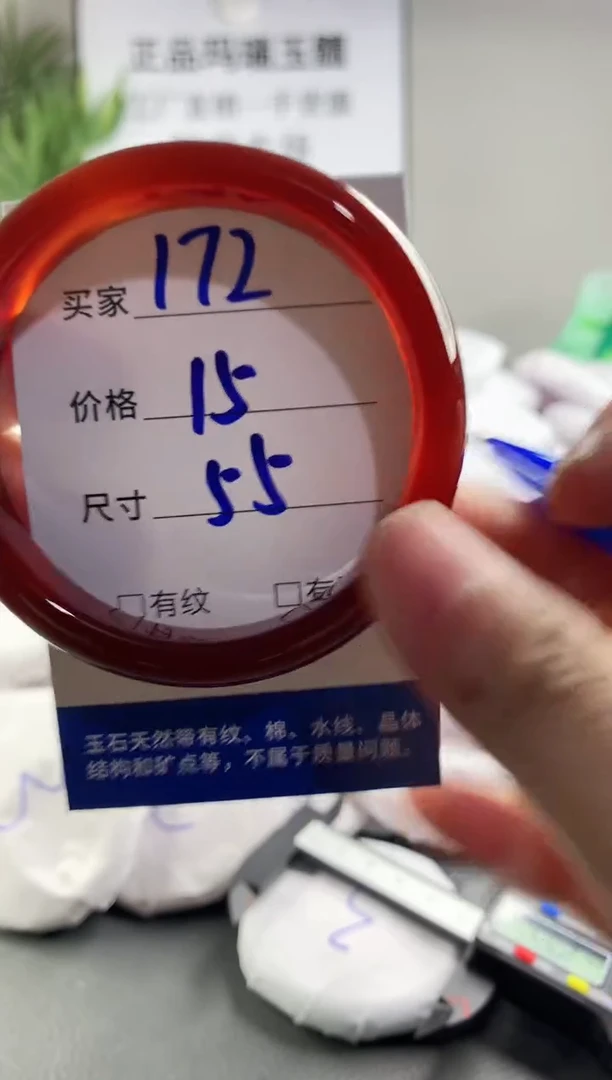 正品玛瑙玉髓
买家 172
价格 15
尺寸 55
□有纹 □有
玉石天然带有纹、棉、水线、晶体
结构和矿点等，不属于质量问题。